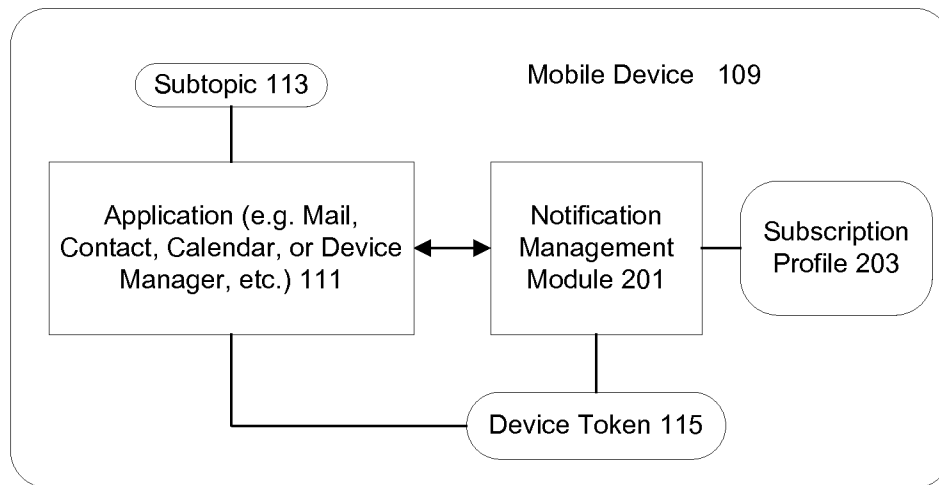 Subtopic 113
Mobile Device 109
Application (e.g. Mail,
Contact, Calendar, or Device
Manager, etc.) 111
Notification
Management
Module 201
Subscription
Profile 203
Device Token 115